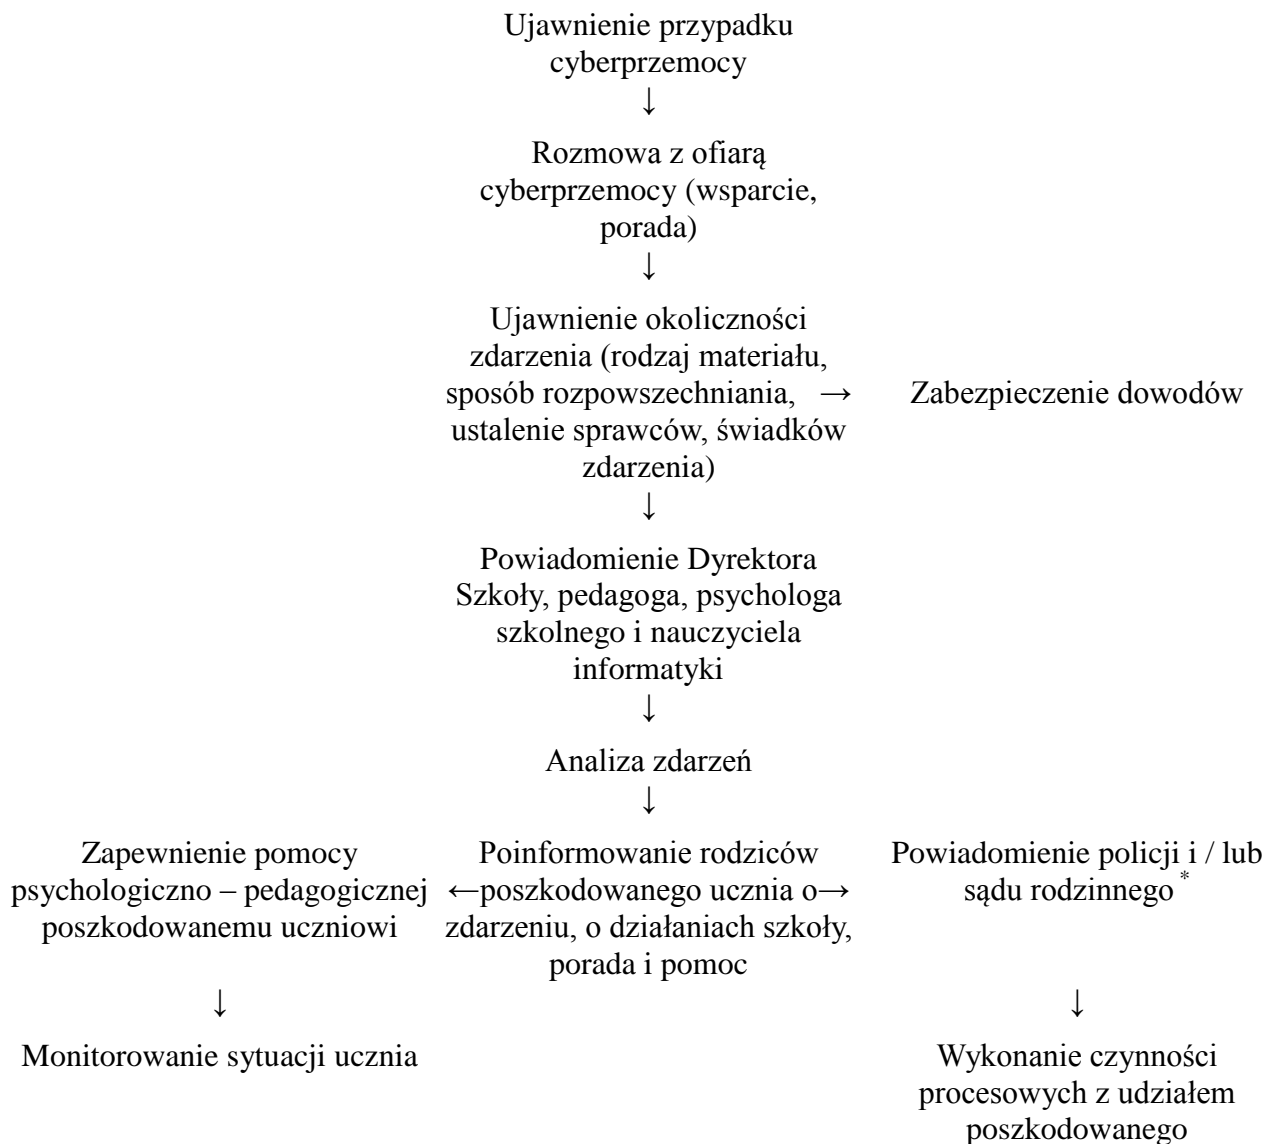 Ujawnienie przypadku
cyberprzemocy
↓
Rozmowa z ofiarą
cyberprzemocy (wsparcie,
porada)
↓
Ujawnienie okoliczności
zdarzenia (rodzaj materiału,
sposób rozpowszechniania,
ustalenie sprawców, świadków
zdarzenia)
→
Zabezpieczenie dowodów
↓
Powiadomienie Dyrektora
Szkoły, pedagoga, psychologa
szkolnego i nauczyciela
informatyki
↓
Analiza zdarzeń
↓
Zapewnienie pomocy
psychologiczno – pedagogicznej
poszkodowanemu uczniowi
Poinformowanie rodziców
←poszkodowanego ucznia o→
zdarzeniu, o działaniach szkoły,
porada i pomoc
Powiadomienie policji i / lub
sądu rodzinnego *
↓
↓
Monitorowanie sytuacji ucznia
Wykonanie czynności
procesowych z udziałem
poszkodowanego